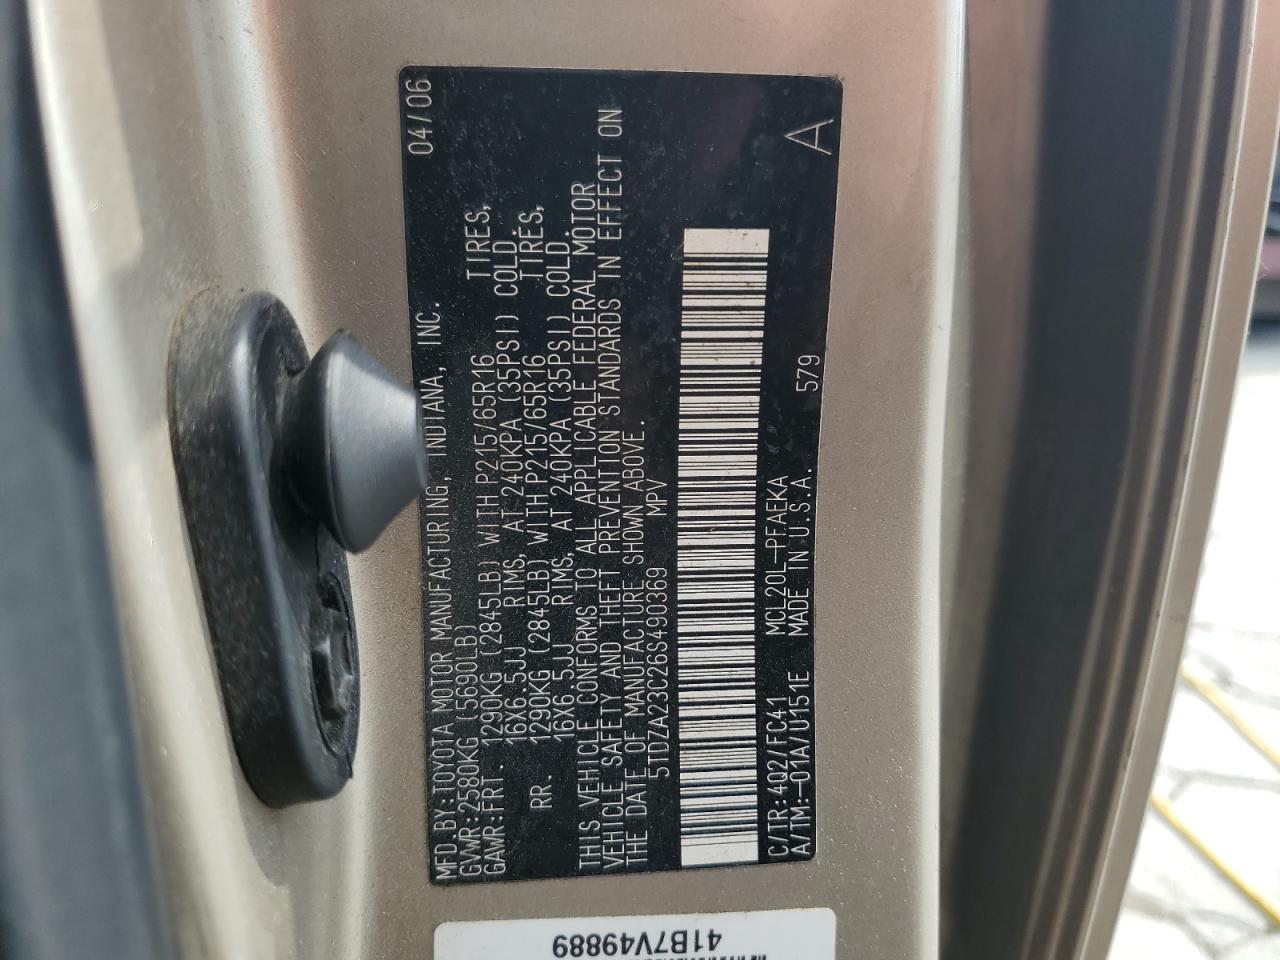 MFD.BY:TOYOTA MOTOR MANUFACTURING, INDIANA, INC. 04/06
GVWR:2580KG (5690LB)
GAWR:FRT. 1290KG (2845LB) WITH P215/65R16 TIRES,
16X6.5JJ RIMS, AT 240KPA (35PSI) COLD.
RR. 1290KG (2845LB) WITH P215/65R16 TIRES,
16X6.5JJ RIMS, AT 240KPA (35PSI) COLD.
THIS VEHICLE CONFORMS TO ALL APPLICABLE FEDERAL MOTOR
VEHICLE SAFETY AND THEFT PREVENTION STANDARDS IN EFFECT ON
THE DATE OF MANUFACTURE SHOWN ABOVE.
5TDZA23C26S490369 MPV
C/TR:4Q2/FC41 MCL20L-PFAEKA
A/TM:-01A/U151E MADE IN U.S.A. 579 A
41B7V49889